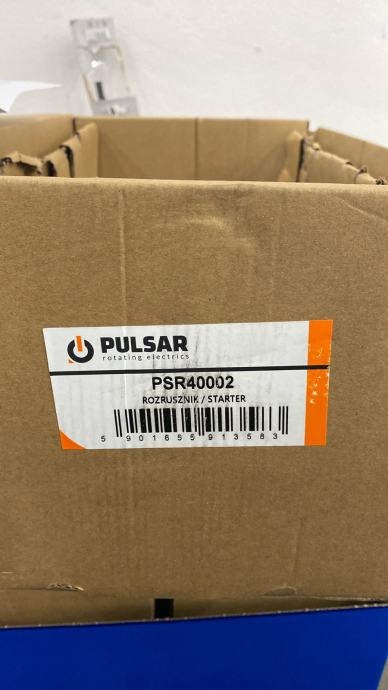 PULSAR
rotating electrics
PSR40002
ROZRUSZNIK / STARTER
5 901655 913583